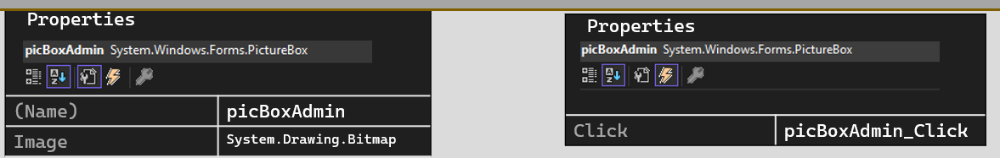 Properties
picBoxAdmin System.Windows.Forms.PictureBox
(Name) picBoxAdmin
Image System.Drawing.Bitmap
Properties
picBoxAdmin System.Windows.Forms.PictureBox
Click picBoxAdmin_Click